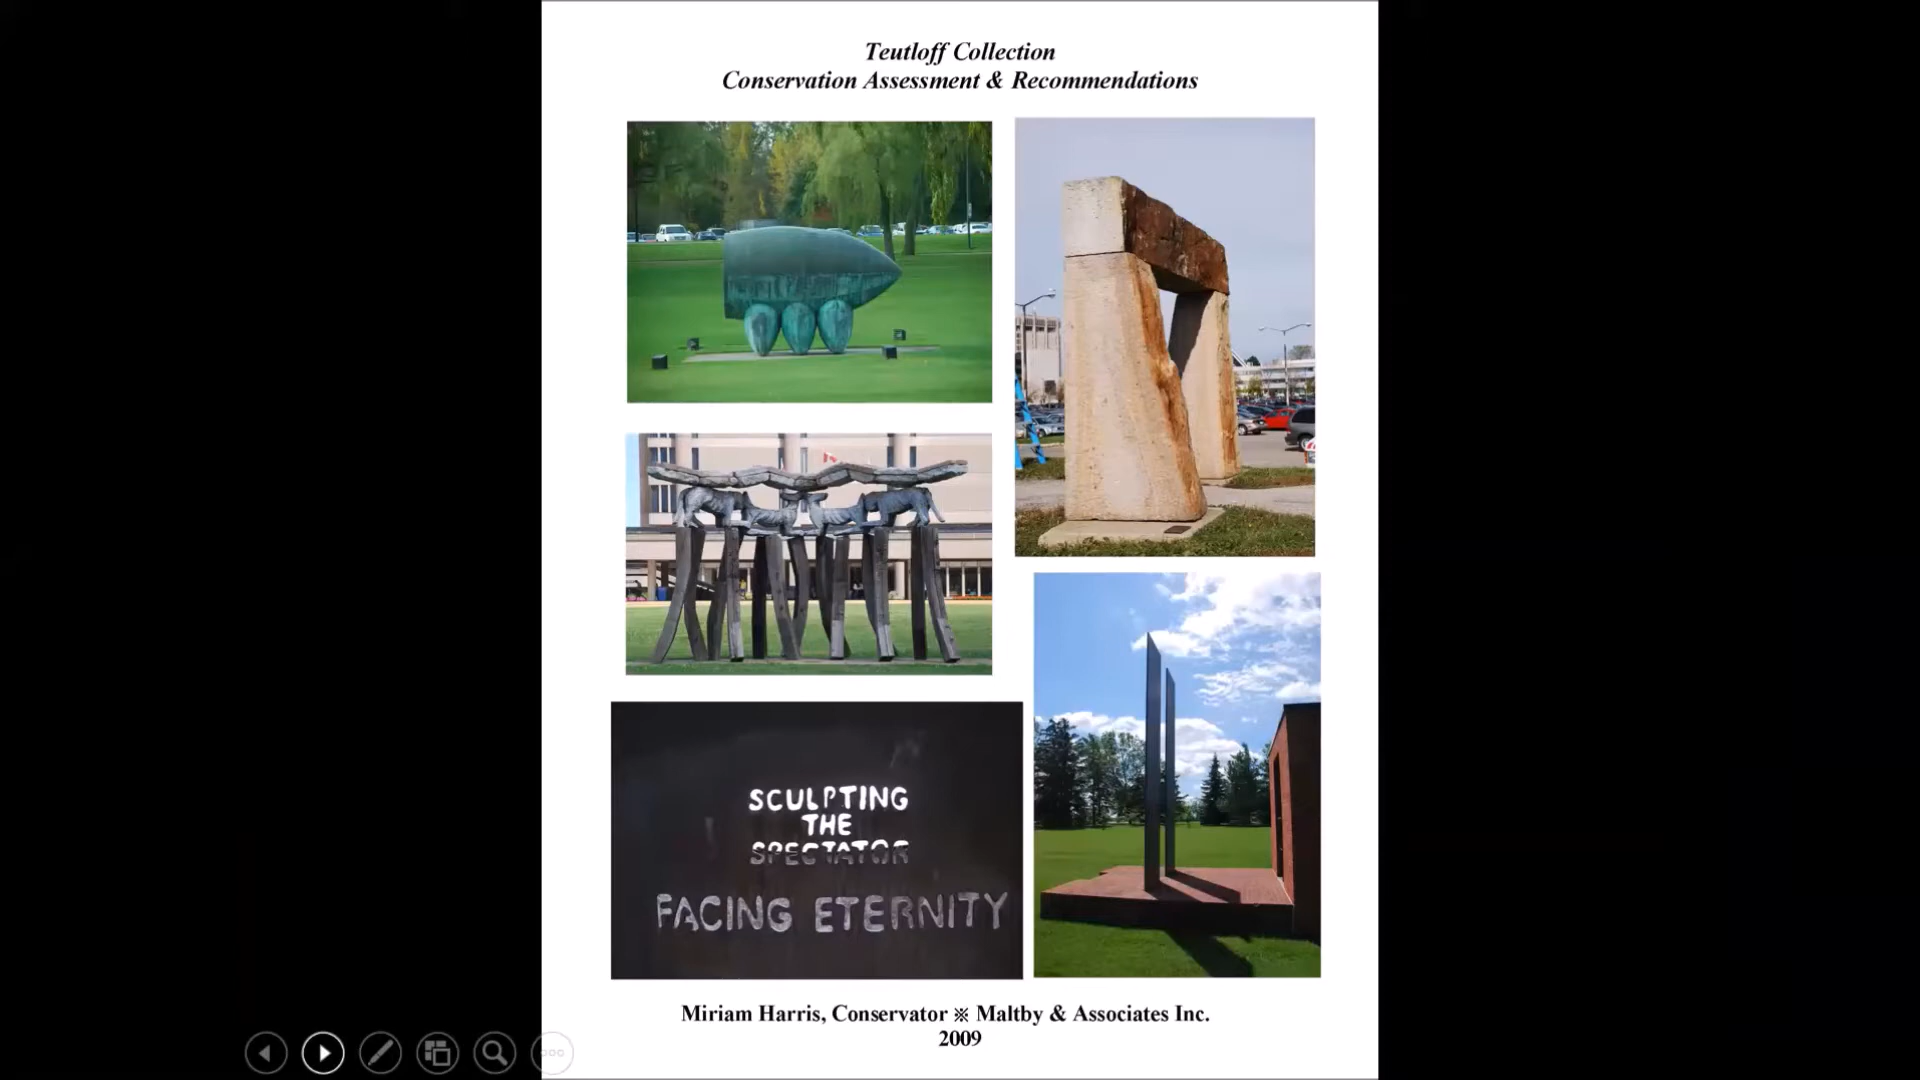 Teutloff Collection
Conservation Assessment & Recommendations
SCULPTING
THE
SPECTATOR
FACING ETERNITY
Miriam Harris, Conservator ※ Maltby & Associates Inc.
2009